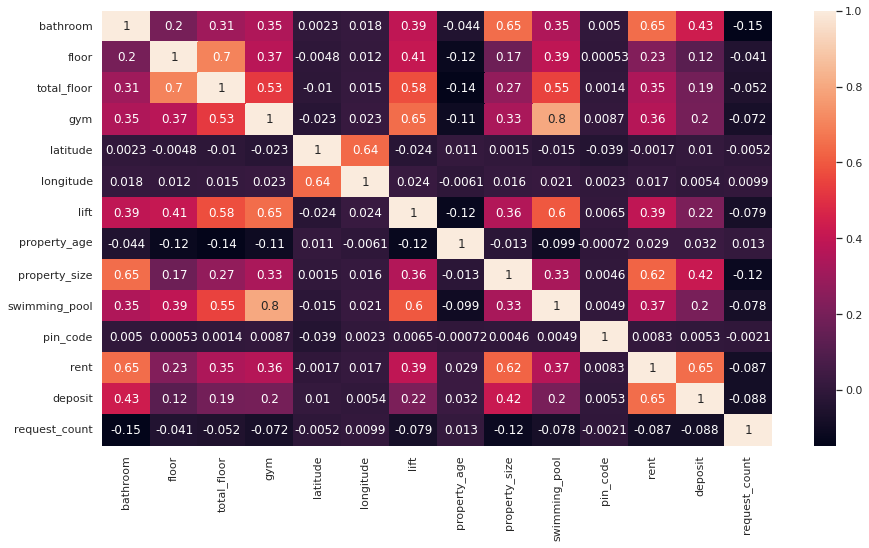 bathroom 1 0.2 0.31 0.35 0.0023 0.018 0.39 -0.044 0.65 0.35 0.005 0.65 0.43 -0.15
floor 0.2 1 0.7 0.37 -0.0048 0.012 0.41 -0.12 0.17 0.39 0.00053 0.23 0.12 -0.041
total_floor 0.31 0.7 1 0.53 -0.01 0.015 0.58 -0.14 0.27 0.55 0.0014 0.35 0.19 -0.052
gym 0.35 0.37 0.53 1 -0.023 0.023 0.65 -0.11 0.33 0.8 0.0087 0.36 0.2 -0.072
latitude 0.0023 -0.0048 -0.01 -0.023 1 0.64 -0.024 0.011 0.0015 -0.015 -0.039 -0.0017 0.01 -0.0052
longitude 0.018 0.012 0.015 0.023 0.64 1 0.024 -0.0061 0.016 0.021 0.0023 0.017 0.0054 0.0099
lift 0.39 0.41 0.58 0.65 -0.024 0.024 1 -0.12 0.36 0.6 0.0065 0.39 0.22 -0.079
property_age -0.044 -0.12 -0.14 -0.11 0.011 -0.0061 -0.12 1 -0.013 -0.099 -0.00072 0.029 0.032 0.013
property_size 0.65 0.17 0.27 0.33 0.0015 0.016 0.36 -0.013 1 0.33 0.0046 0.62 0.42 -0.12
swimming_pool 0.35 0.39 0.55 0.8 -0.015 0.021 0.6 -0.099 0.33 1 0.0049 0.37 0.2 -0.078
pin_code 0.005 0.00053 0.0014 0.0087 -0.039 0.0023 0.0065 -0.00072 0.0046 0.0049 1 0.0083 0.0053 -0.0021
rent 0.65 0.23 0.35 0.36 -0.0017 0.017 0.39 0.029 0.62 0.37 0.0083 1 0.65 -0.087
deposit 0.43 0.12 0.19 0.2 0.01 0.0054 0.22 0.032 0.42 0.2 0.0053 0.65 1 -0.088
request_count -0.15 -0.041 -0.052 -0.072 -0.0052 0.0099 -0.079 0.013 -0.12 -0.078 -0.0021 -0.087 -0.088 1
bathroom
floor
total_floor
gym
latitude
longitude
lift
property_age
property_size
swimming_pool
pin_code
rent
deposit
request_count
1.0
0.8
0.6
0.4
0.2
0.0